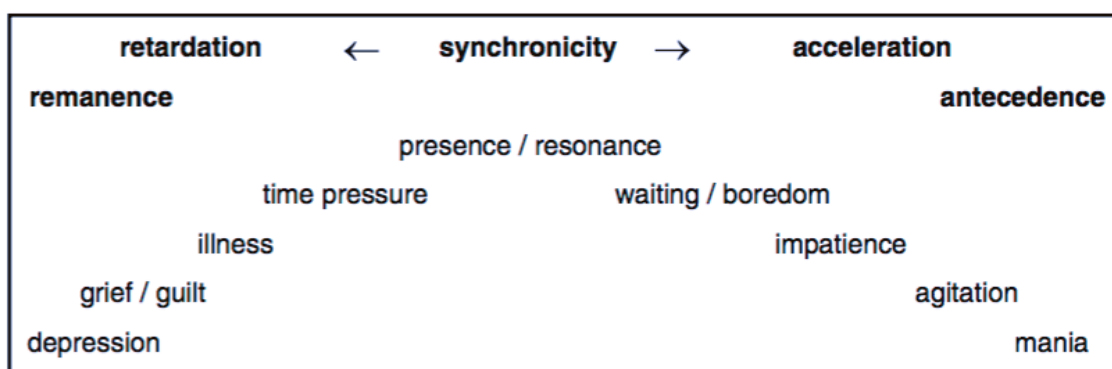 retardation ← synchronicity → acceleration
remanence antecedence
presence / resonance
time pressure waiting / boredom
illness impatience
grief / guilt agitation
depression mania